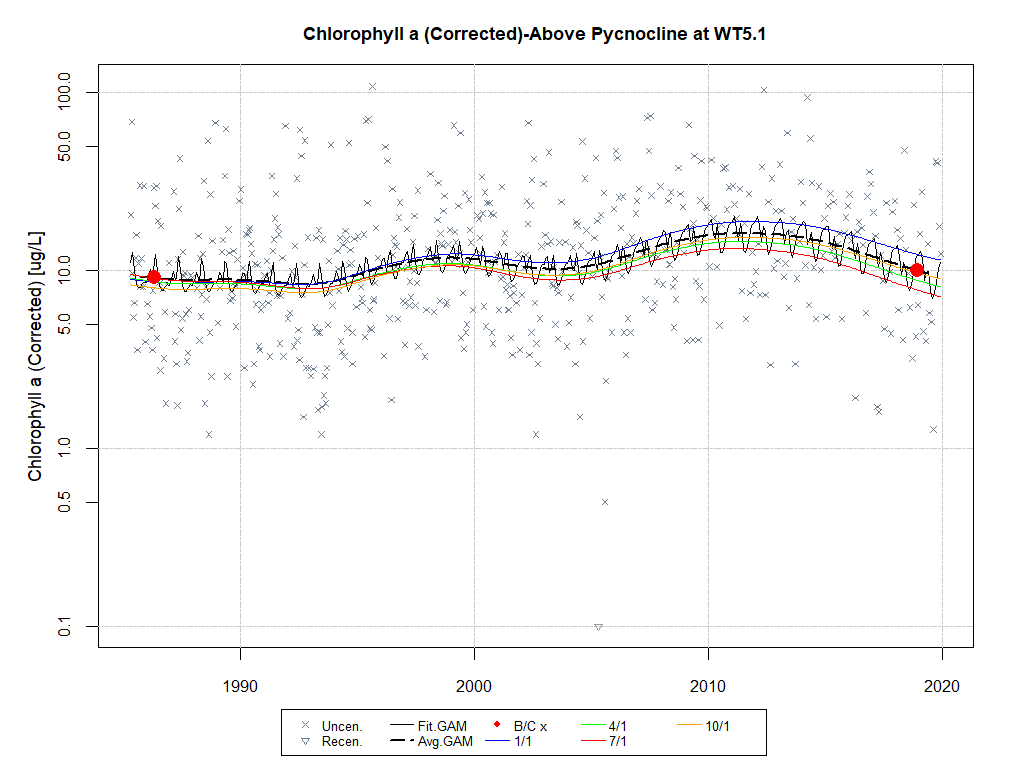 Chlorophyll a (Corrected)-Above Pycnocline at WT5.1
Chlorophyll a (Corrected) [ug/L]
100.0
50.0
10.0
5.0
1.0
0.5
0.1
1990 2000 2010 2020
Uncen. Fit.GAM B/C x 4/1 10/1
Recen. Avg.GAM 1/1 7/1